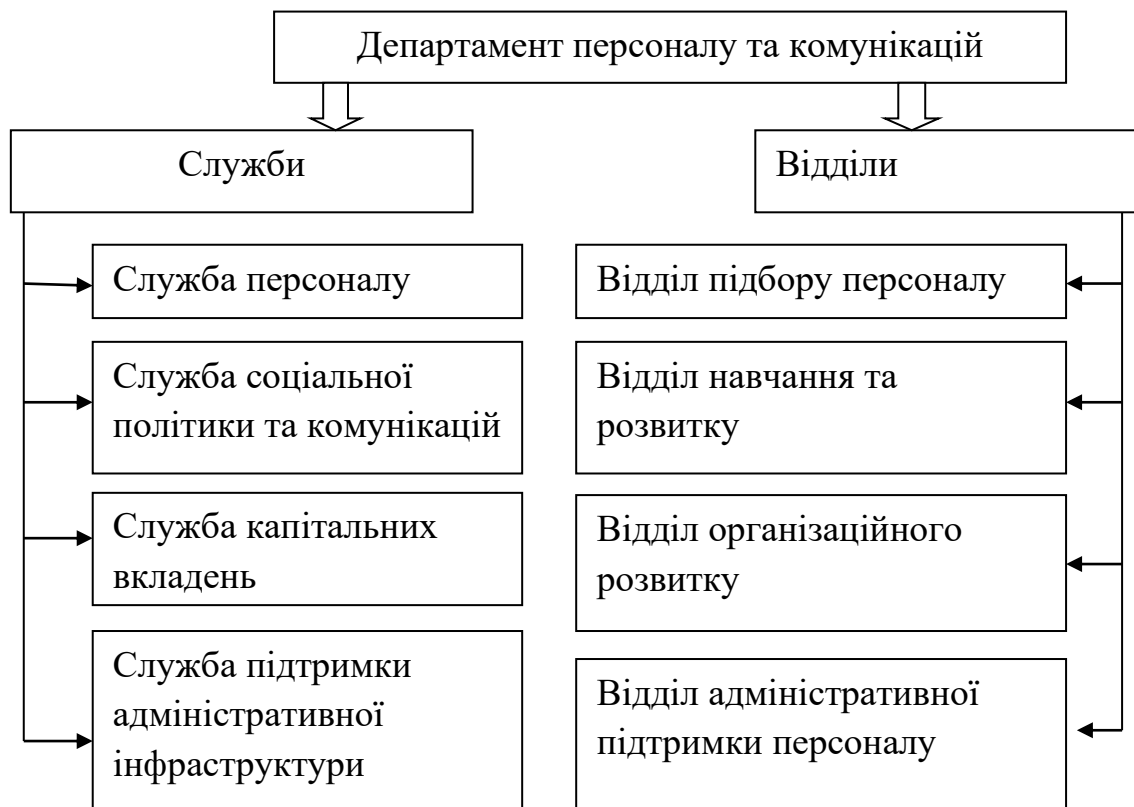 Департамент персоналу та комунікацій
Служби
Відділи
Служба персоналу
Служба соціальної
політики та комунікацій
Служба капітальних
вкладень
Служба підтримки
адміністративної
інфраструктури
Відділ підбору персоналу
Відділ навчання та
розвитку
Відділ організаційного
розвитку
Відділ адміністративної
підтримки персоналу